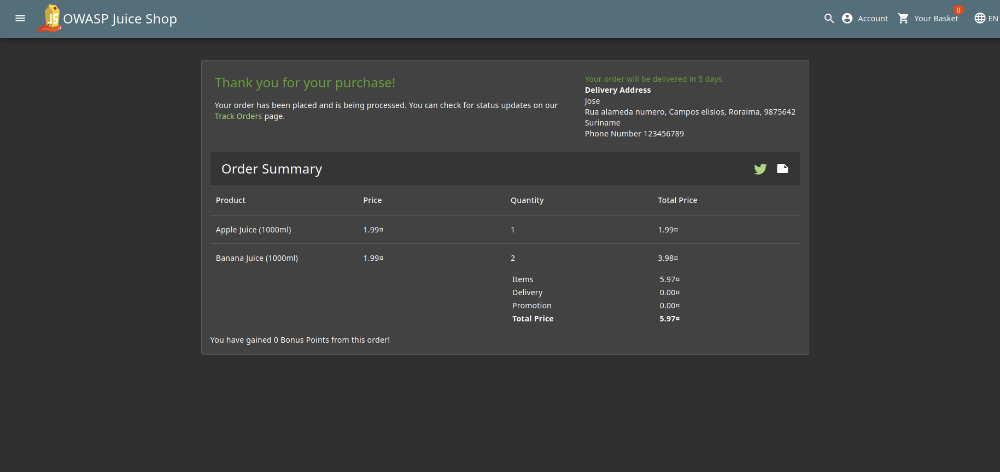 OWASP Juice Shop
Account
Your Basket
0
EN
Thank you for your purchase!
Your order has been placed and is being processed. You can check for status updates on our
Track Orders page.
Your order will be delivered in 5 days.
Delivery Address
Jose
Rua alameda numero, Campos elisios, Roraima, 9875642
Suriname
Phone Number 123456789
Order Summary
Product Price Quantity Total Price
Apple Juice (1000ml) 1.99¤ 1 1.99¤
Banana Juice (1000ml) 1.99¤ 2 3.98¤
Items 5.97¤
Delivery 0.00¤
Promotion 0.00¤
Total Price 5.97¤
You have gained 0 Bonus Points from this order!